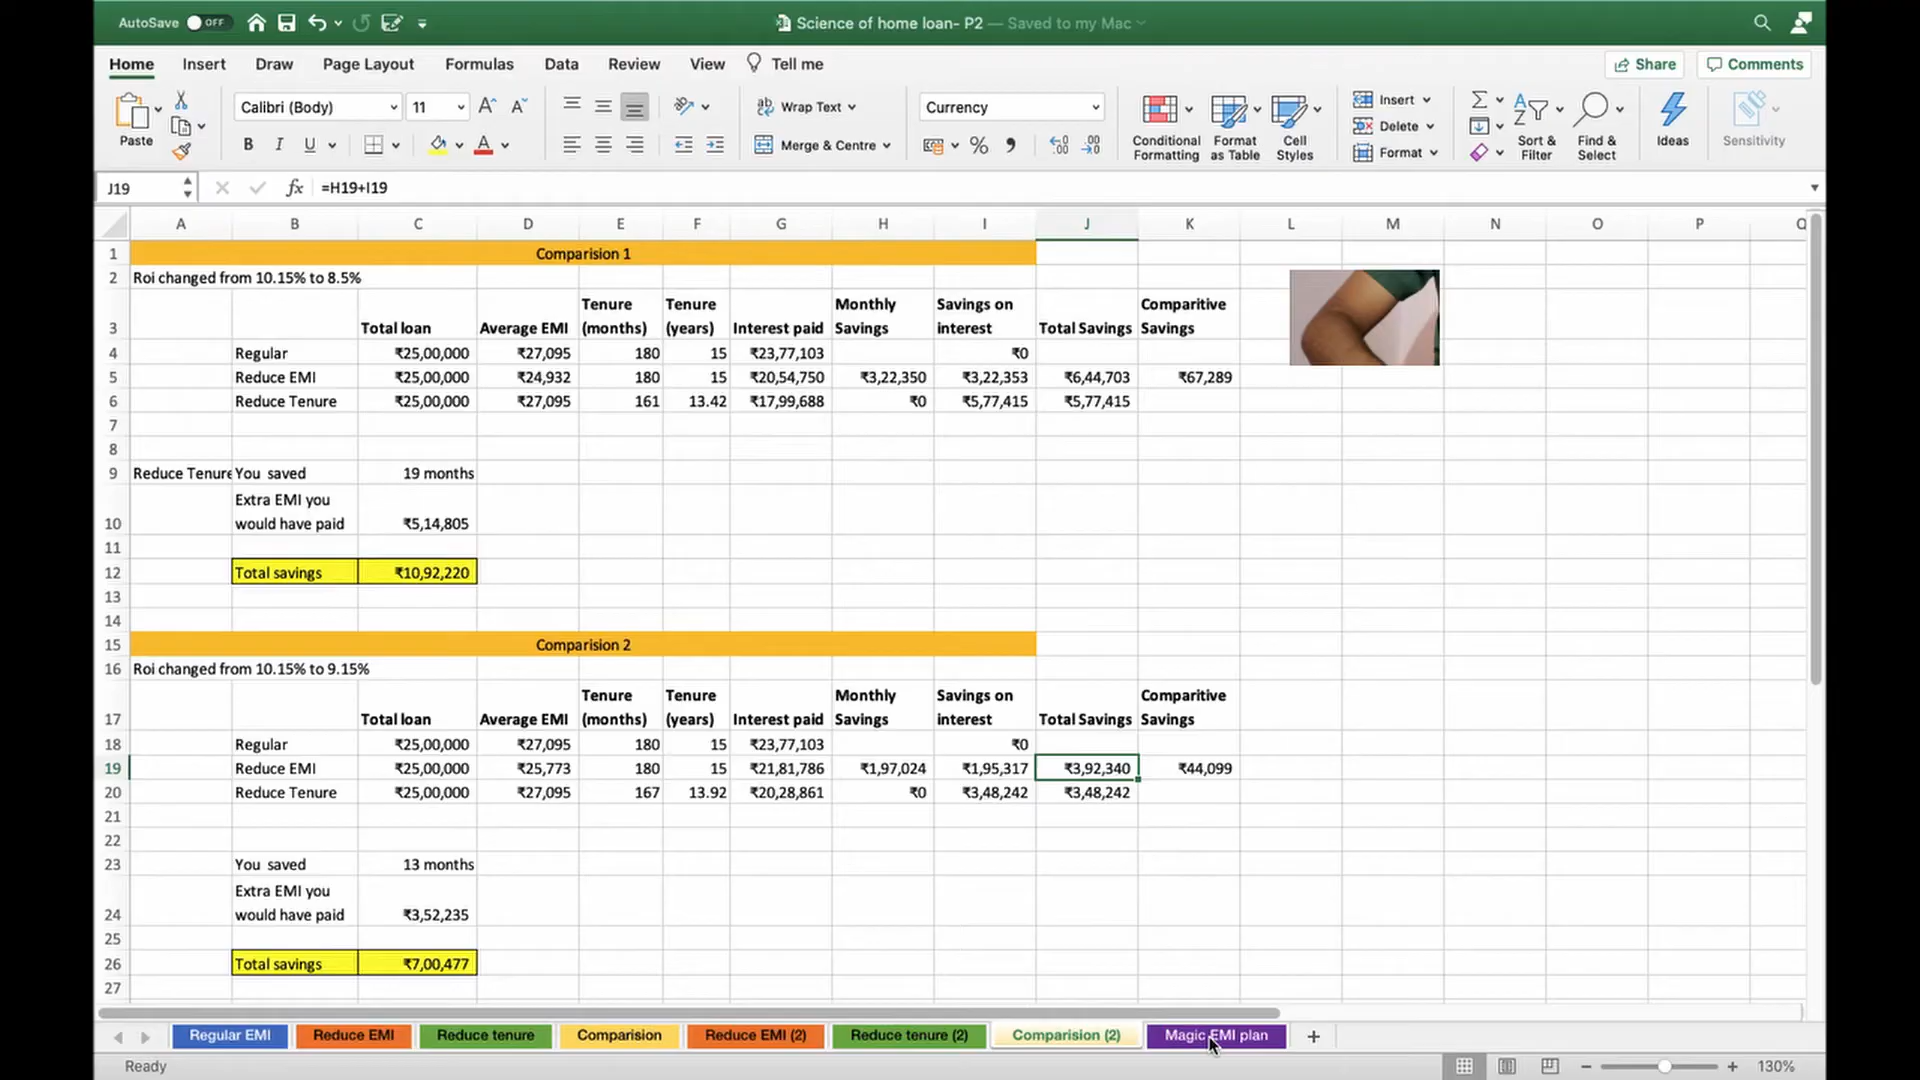 AutoSave OFF Science of home loan- P2 — Saved to my Mac
Home Insert Draw Page Layout Formulas Data Review View Tell me Share Comments
Paste Calibri (Body) 11 Wrap Text Merge & Centre Currency Conditional Formatting Format as Table Cell Styles Insert Delete Format Sort & Filter Find & Select Ideas Sensitivity
J19 fx =H19+I19
A B C D E F G H I J K L M N O P Q
1 Comparision 1
2 Roi changed from 10.15% to 8.5%
3 Total loan Average EMI Tenure (months) Tenure (years) Interest paid Monthly Savings Savings on interest Total Savings Comparitive Savings
4 Regular ₹25,00,000 ₹27,095 180 15 ₹23,77,103 ₹0
5 Reduce EMI ₹25,00,000 ₹24,932 180 15 ₹20,54,750 ₹3,22,350 ₹3,22,353 ₹6,44,703 ₹67,289
6 Reduce Tenure ₹25,00,000 ₹27,095 161 13.42 ₹17,99,688 ₹0 ₹5,77,415 ₹5,77,415
7
8
9 Reduce Tenure You saved 19 months
10 Extra EMI you would have paid ₹5,14,805
11
12 Total savings ₹10,92,220
13
14
15 Comparision 2
16 Roi changed from 10.15% to 9.15%
17 Total loan Average EMI Tenure (months) Tenure (years) Interest paid Monthly Savings Savings on interest Total Savings Comparitive Savings
18 Regular ₹25,00,000 ₹27,095 180 15 ₹23,77,103 ₹0
19 Reduce EMI ₹25,00,000 ₹25,773 180 15 ₹21,81,786 ₹1,97,024 ₹1,95,317 ₹3,92,340 ₹44,099
20 Reduce Tenure ₹25,00,000 ₹27,095 167 13.92 ₹20,28,861 ₹0 ₹3,48,242 ₹3,48,242
21
22
23 You saved 13 months
24 Extra EMI you would have paid ₹3,52,235
25
26 Total savings ₹7,00,477
27
Regular EMI Reduce EMI Reduce tenure Comparision Reduce EMI (2) Reduce tenure (2) Comparision (2) Magic EMI plan
Ready 130%